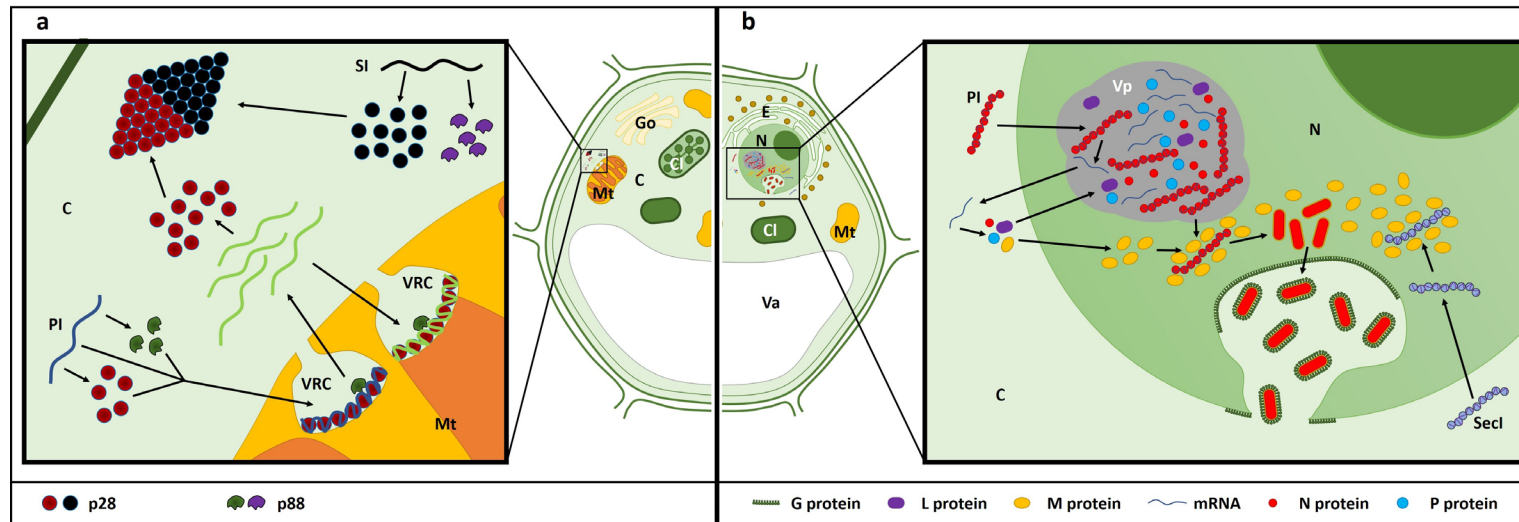 a
SI
C
PI
VRC
VRC
Mt
Go
Cl
C
Mt
b
E
N
Cl
Mt
Va
PI
Vp
N
C
SecI
p28
p88
G protein
L protein
M protein
mRNA
N protein
P protein